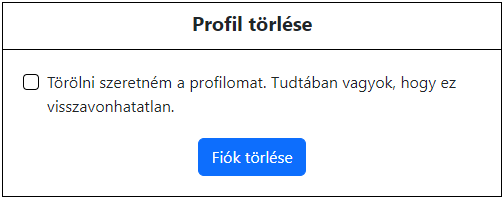 Profil törlése
Törölni szeretném a profilomat. Tudtában vagyok, hogy ez
visszavonhatatlan.
Fiók törlése